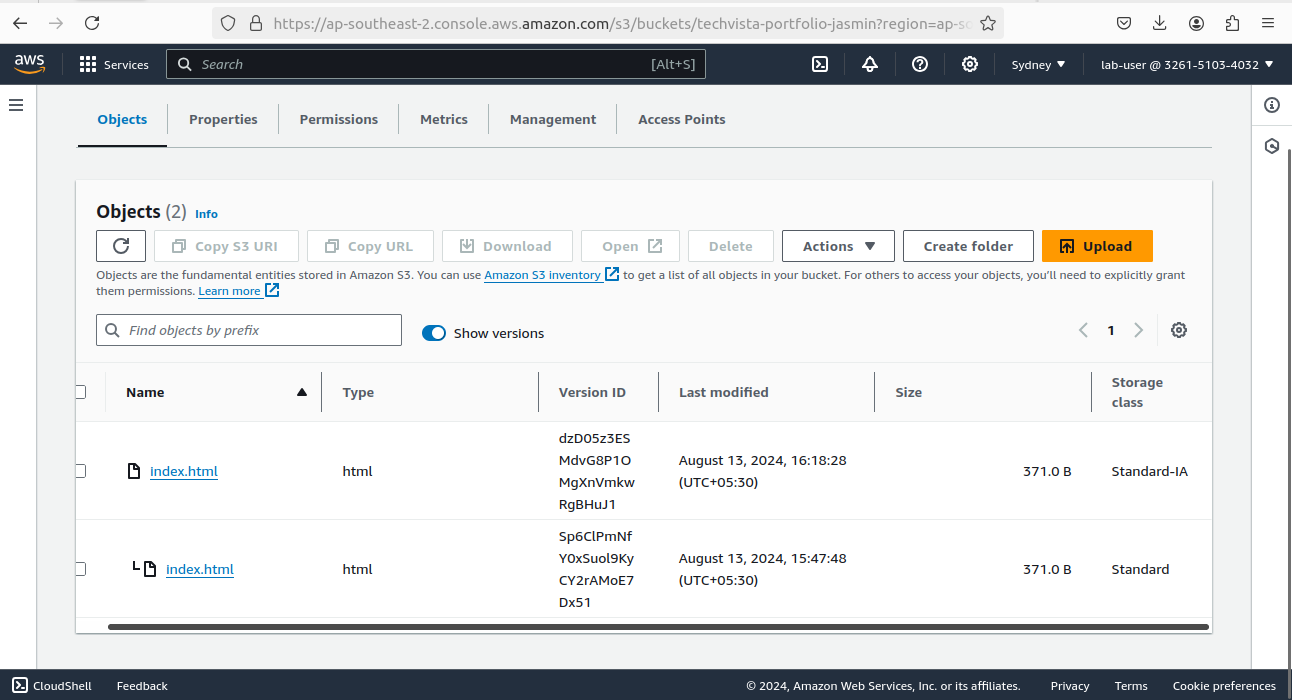 https://ap-southeast-2.console.aws.amazon.com/s3/buckets/techvista-portfolio-jasmin?region=ap-so
aws Services Search [Alt+S] Sydney lab-user @ 3261-5103-4032
Objects Properties Permissions Metrics Management Access Points
Objects (2) Info
Copy S3 URI Copy URL Download Open Delete Actions Create folder Upload
Objects are the fundamental entities stored in Amazon S3. You can use Amazon S3 inventory to get a list of all objects in your bucket. For others to access your objects, you'll need to explicitly grant
them permissions. Learn more
Find objects by prefix Show versions 1
Name Type Version ID Last modified Size Storage
class
dzD05z3ES
MdvG8P1O August 13, 2024, 16:18:28
index.html html 371.0 B Standard-IA
MgXnVmkw (UTC+05:30)
RgBHuJ1
Sp6ClPmNf
Y0xSuol9Ky August 13, 2024, 15:47:48
index.html html 371.0 B Standard
CY2rAMoE7 (UTC+05:30)
Dx51
CloudShell Feedback © 2024, Amazon Web Services, Inc. or its affiliates. Privacy Terms Cookie preferences